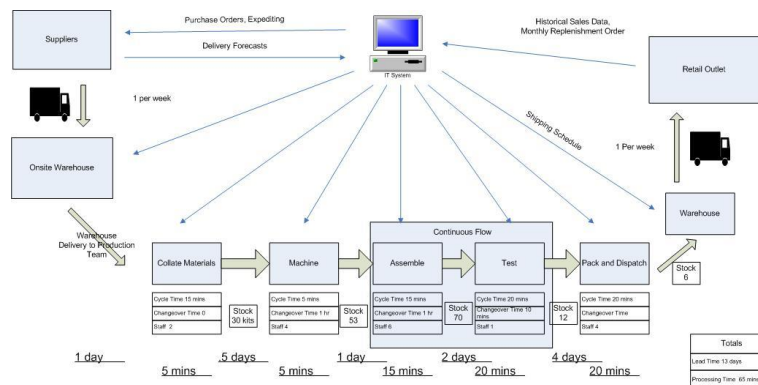 Suppliers
Purchase Orders, Expediting
Delivery Forecasts
IT System
Historical Sales Data,
Monthly Replenishment Order
Retail Outlet
1 per week
Shipping Schedule
1 Per week
Onsite Warehouse
Warehouse
Warehouse
Delivery to Production
Team
Continuous Flow
Collate Materials
Machine
Assemble
Test
Pack and Dispatch
Stock
6
Cycle Time 15 mins
Changeover Time 0
Staff 2
Stock
30 kits
Cycle Time 5 mins
Changeover Time 1 hr
Staff 4
Stock
53
Cycle Time 15 mins
Changeover Time 1 hr
Staff 6
Stock
70
Cycle Time 20 mins
Changeover Time 10
mins
Staff 1
Stock
12
Cycle Time 20 mins
Changeover Time
Staff 4
1 day
.5 days
1 day
2 days
4 days
5 mins
5 mins
15 mins
20 mins
20 mins
Totals
Lead Time 13 days
Processing Time 65 mins